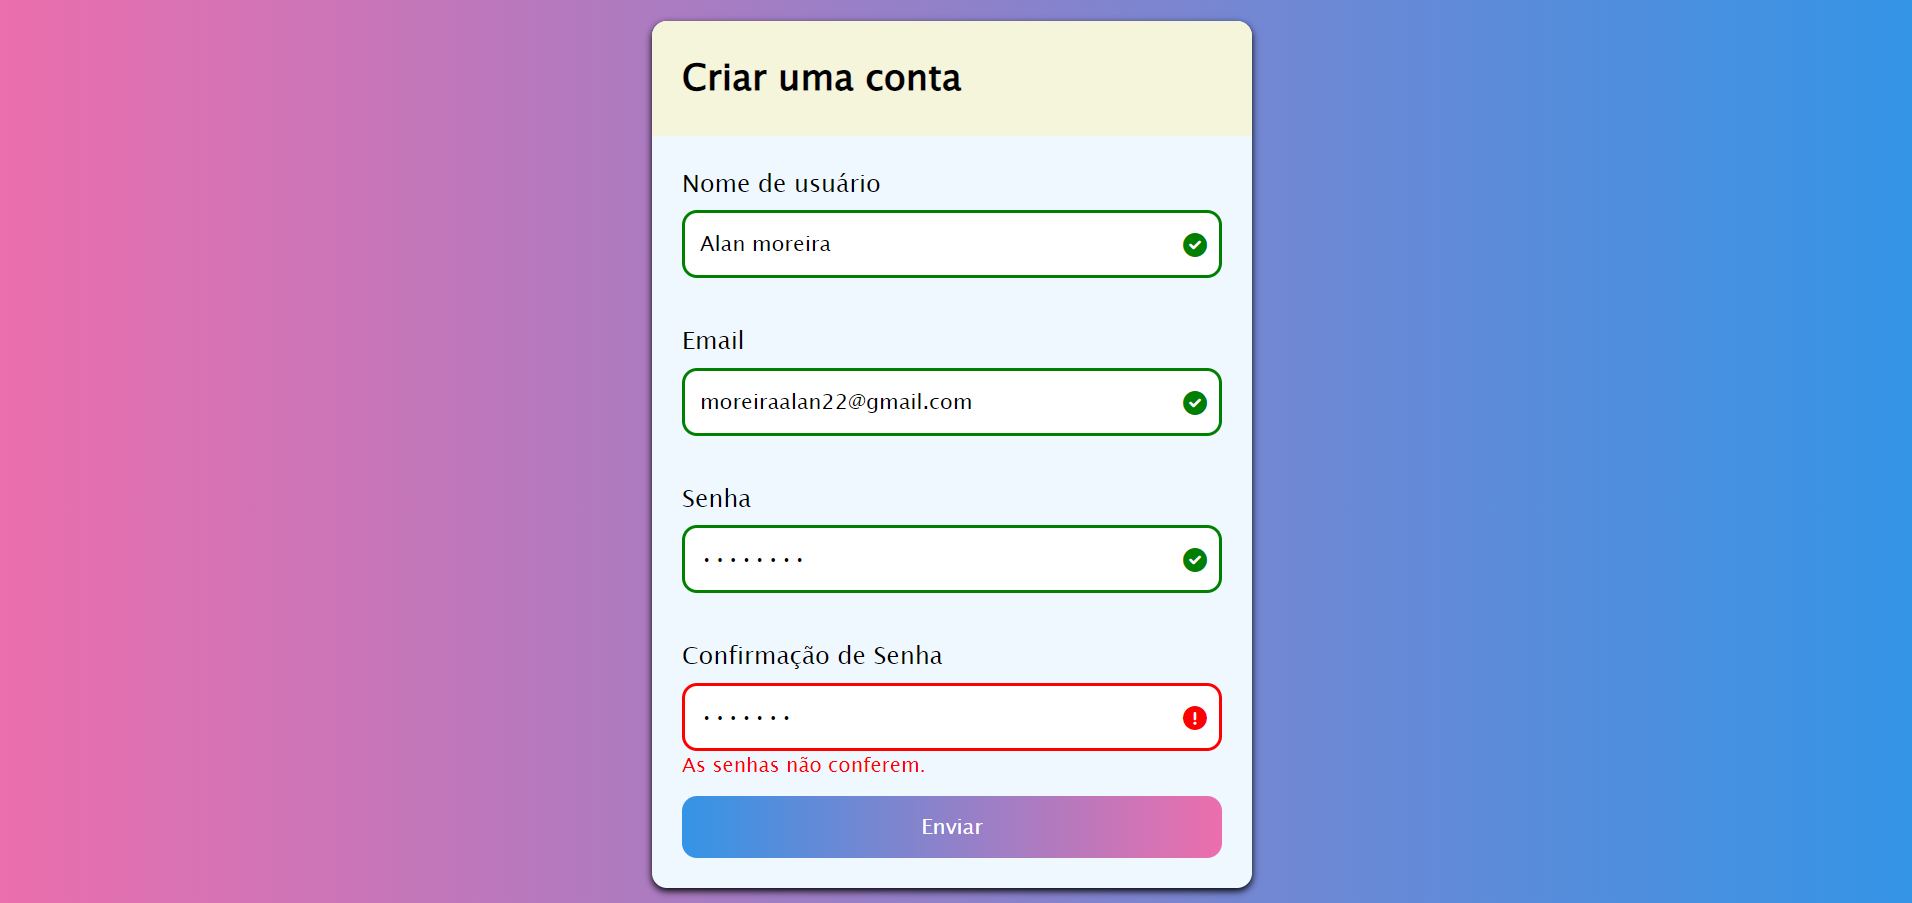 Criar uma conta
Nome de usuário
Alan moreira
Email
moreiraalan22@gmail.com
Senha
••••••••
Confirmação de Senha
•••••••
As senhas não conferem.
Enviar